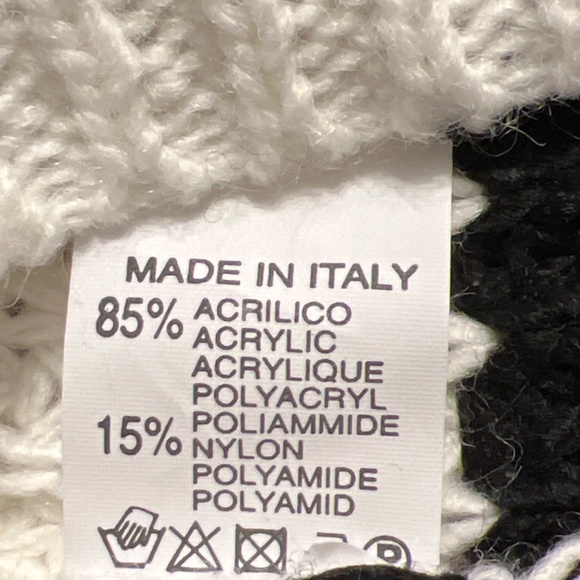 MADE IN ITALY
85% ACRILICO
ACRYLIC
ACRYLIQUE
POLYACRYL
15% POLIAMMIDE
NYLON
POLYAMIDE
POLYAMID
P